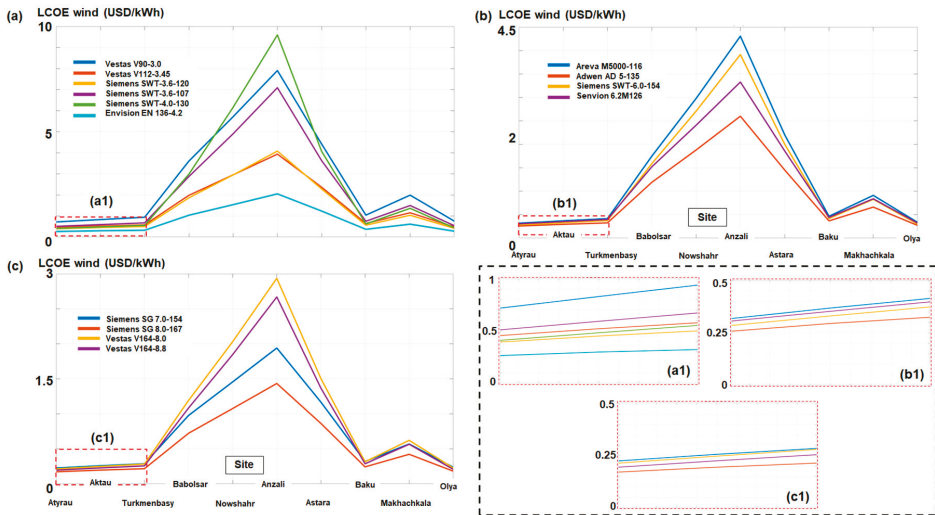 (a)
LCOE wind (USD/kWh)
10
5
0
Vestas V90-3.0
Vestas V112-3.45
Siemens SWT-3.6-120
Siemens SWT-3.6-107
Siemens SWT-4.0-130
Envision EN 136-4.2
(a1)
(b)
LCOE wind (USD/kWh)
4.5
2
0
Areva M5000-116
Adwen AD 5-135
Siemens SWT-6.0-154
Senvion 6.2M126
(b1)
Site
Aktau
Babolsar
Anzali
Baku
Olya
Atyrau
Turkmenbasy
Nowshahr
Astara
Makhachkala
(c)
LCOE wind (USD/kWh)
3
1.5
0
Siemens SG 7.0-154
Siemens SG 8.0-167
Vestas V164-8.0
Vestas V164-8.8
(c1)
Site
Aktau
Babolsar
Anzali
Baku
Olya
Atyrau
Turkmenbasy
Nowshahr
Astara
Makhachkala
1
0.5
0
(a1)
0.5
0.25
0
(b1)
0.5
0.25
0
(c1)